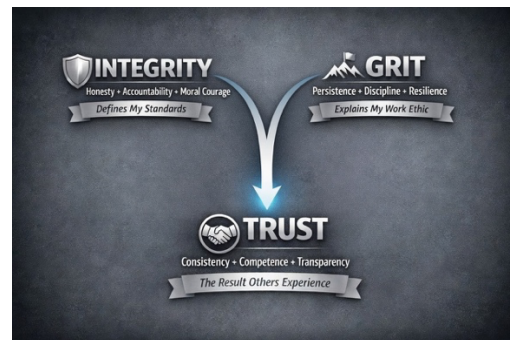 INTEGRITY
Honesty + Accountability + Moral Courage
Defines My Standards
GRIT
Persistence + Discipline + Resilience
Explains My Work Ethic
TRUST
Consistency + Competence + Transparency
The Result Others Experience